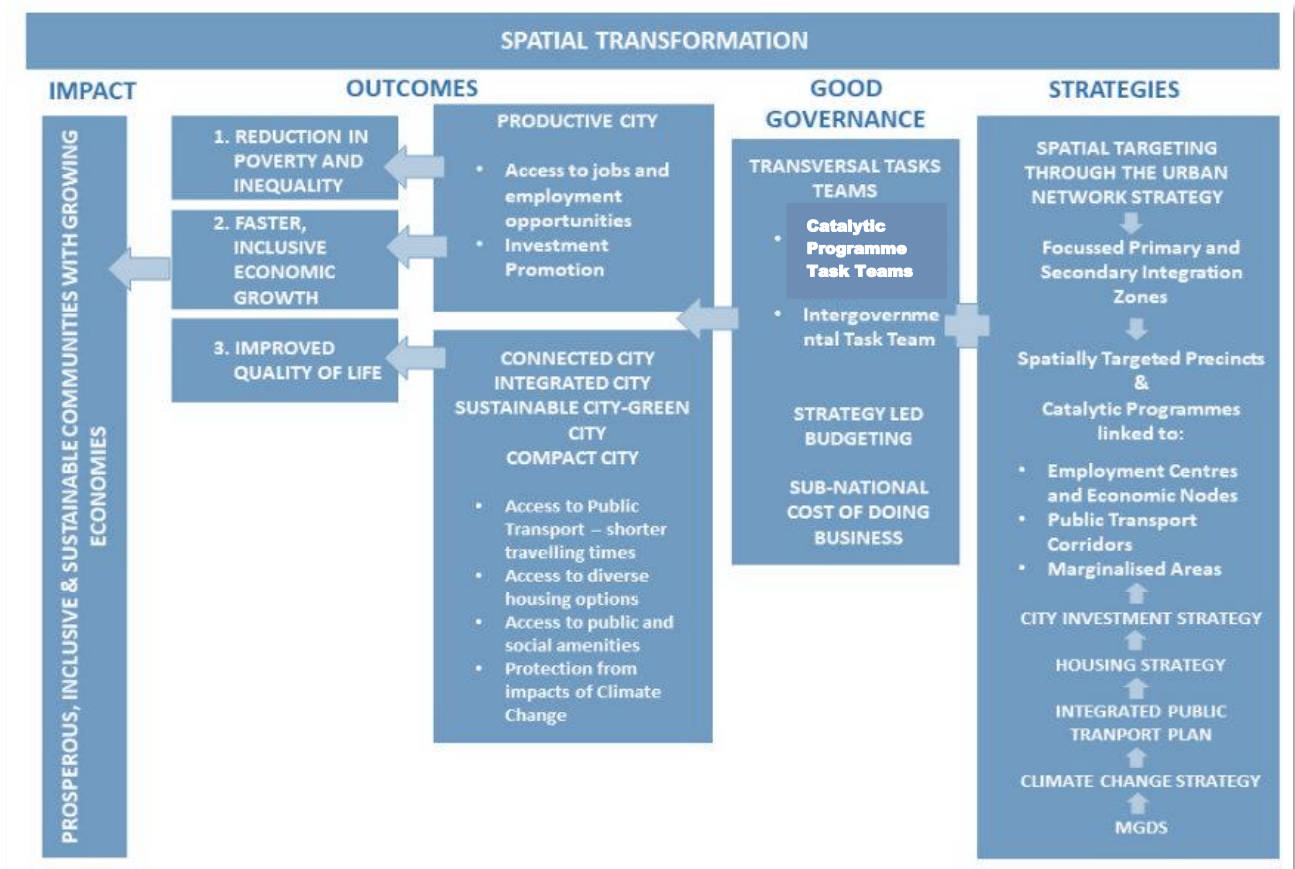 SPATIAL TRANSFORMATION
IMPACT
PROSPEROUS, INCLUSIVE & SUSTAINABLE COMMUNITIES WITH GROWING
ECONOMIES
OUTCOMES
1. REDUCTION IN
POVERTY AND
INEQUALITY
2. FASTER,
INCLUSIVE
ECONOMIC
GROWTH
3. IMPROVED
QUALITY OF LIFE
PRODUCTIVE CITY
• Access to jobs and
employment
opportunities
• Investment
Promotion
CONNECTED CITY
INTEGRATED CITY
SUSTAINABLE CITY-GREEN
CITY
COMPACT CITY
• Access to Public
Transport – shorter
travelling times
• Access to diverse
housing options
• Access to public and
social amenities
• Protection from
impacts of Climate
Change
GOOD
GOVERNANCE
TRANSVERSAL TASKS
TEAMS
• Catalytic
Programme
Task Teams
• Intergovernme
ntal Task Team
STRATEGY LED
BUDGETING
SUB-NATIONAL
COST OF DOING
BUSINESS
STRATEGIES
SPATIAL TARGETING
THROUGH THE URBAN
NETWORK STRATEGY
Focussed Primary and
Secondary Integration
Zones
Spatially Targeted Precincts
&
Catalytic Programmes
linked to:
• Employment Centres
and Economic Nodes
• Public Transport
Corridors
• Marginalised Areas
CITY INVESTMENT STRATEGY
HOUSING STRATEGY
INTEGRATED PUBLIC
TRANPORT PLAN
CLIMATE CHANGE STRATEGY
MGDS